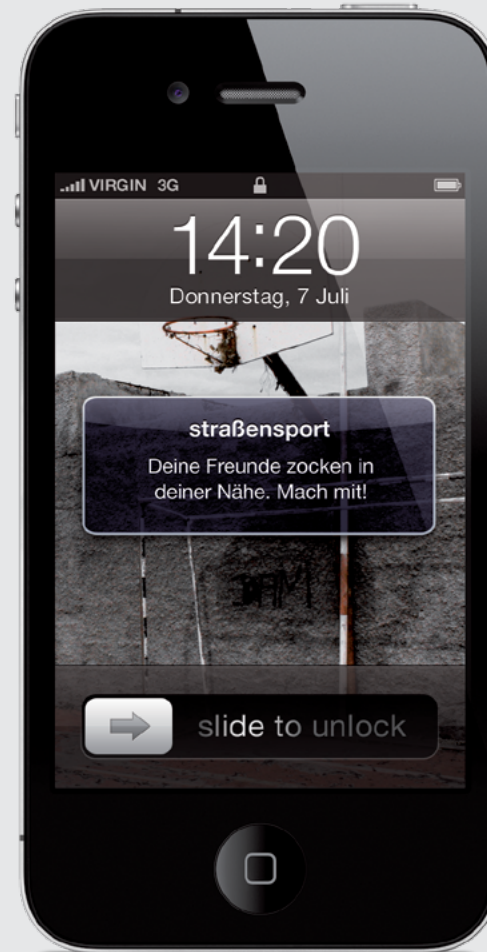 VIRGIN 3G
14:20
Donnerstag, 7 Juli
straßensport
Deine Freunde zocken in
deiner Nähe. Mach mit!
slide to unlock